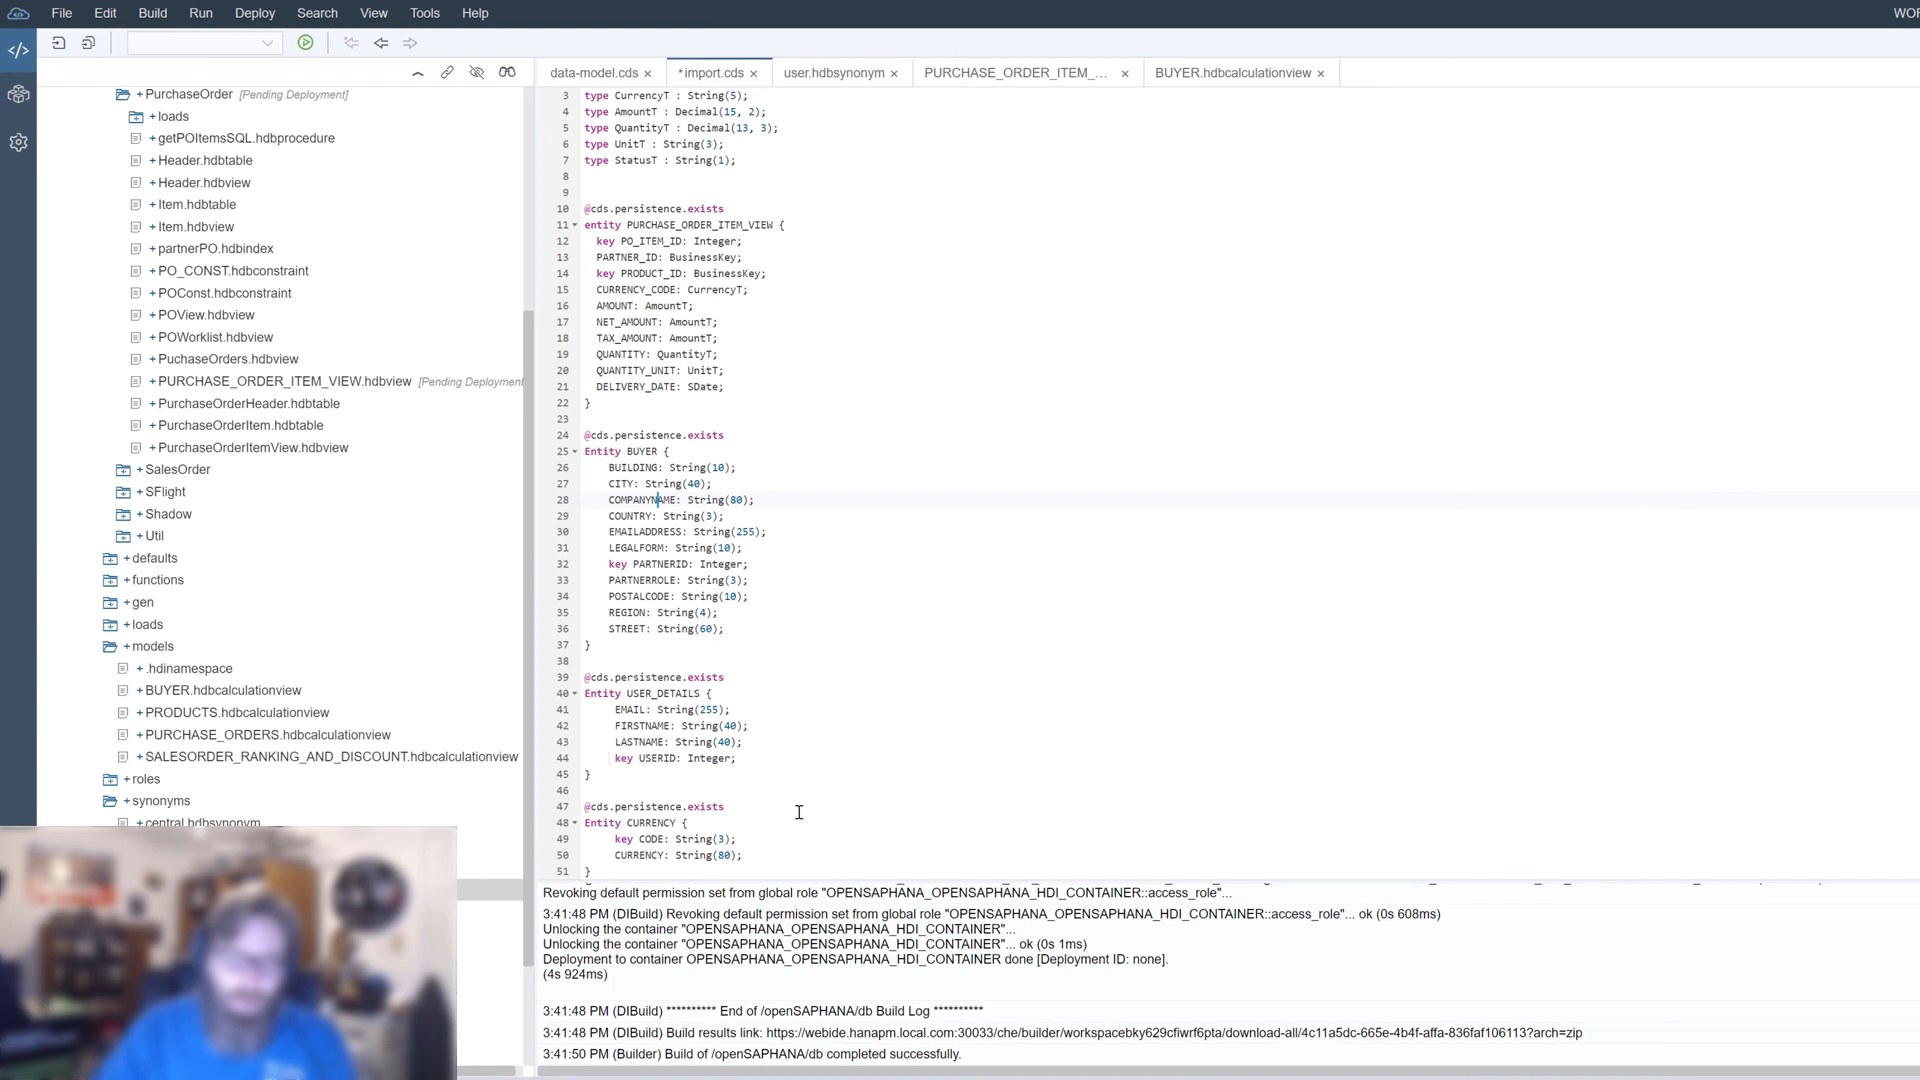 File Edit Build Run Deploy Search View Tools Help
data-model.cds × *import.cds × user.hdbsynonym × PURCHASE_ORDER_ITEM_... × BUYER.hdbcalculationview ×
+PurchaseOrder [Pending Deployment]
+loads
+getPOItemsSQL.hdbprocedure
+Header.hdbtable
+Header.hdbview
+Item.hdbtable
+Item.hdbview
+partnerPO.hdbindex
+PO_CONST.hdbconstraint
+POConst.hdbconstraint
+POView.hdbview
+POWorklist.hdbview
+PuchaseOrders.hdbview
+PURCHASE_ORDER_ITEM_VIEW.hdbview [Pending Deployment
+PurchaseOrderHeader.hdbtable
+PurchaseOrderItem.hdbtable
+PurchaseOrderItemView.hdbview
+SalesOrder
+SFlight
+Shadow
+Util
+defaults
+functions
+gen
+loads
+models
+.hdinamespace
+BUYER.hdbcalculationview
+PRODUCTS.hdbcalculationview
+PURCHASE_ORDERS.hdbcalculationview
+SALESORDER_RANKING_AND_DISCOUNT.hdbcalculationview
+roles
+synonyms
+central.hdbsynonym
3 type CurrencyT : String(5);
4 type AmountT : Decimal(15, 2);
5 type QuantityT : Decimal(13, 3);
6 type UnitT : String(3);
7 type StatusT : String(1);
8
9
10 @cds.persistence.exists
11 entity PURCHASE_ORDER_ITEM_VIEW {
12 key PO_ITEM_ID: Integer;
13 PARTNER_ID: BusinessKey;
14 key PRODUCT_ID: BusinessKey;
15 CURRENCY_CODE: CurrencyT;
16 AMOUNT: AmountT;
17 NET_AMOUNT: AmountT;
18 TAX_AMOUNT: AmountT;
19 QUANTITY: QuantityT;
20 QUANTITY_UNIT: UnitT;
21 DELIVERY_DATE: SDate;
22 }
23
24 @cds.persistence.exists
25 Entity BUYER {
26 BUILDING: String(10);
27 CITY: String(40);
28 COMPANYNAME: String(80);
29 COUNTRY: String(3);
30 EMAILADDRESS: String(255);
31 LEGALFORM: String(10);
32 key PARTNERID: Integer;
33 PARTNERROLE: String(3);
34 POSTALCODE: String(10);
35 REGION: String(4);
36 STREET: String(60);
37 }
38
39 @cds.persistence.exists
40 Entity USER_DETAILS {
41 EMAIL: String(255);
42 FIRSTNAME: String(40);
43 LASTNAME: String(40);
44 key USERID: Integer;
45 }
46
47 @cds.persistence.exists
48 Entity CURRENCY {
49 key CODE: String(3);
50 CURRENCY: String(80);
51 }
Revoking default permission set from global role "OPENSAPHANA_OPENSAPHANA_HDI_CONTAINER::access_role"...
3:41:48 PM (DIBuild) Revoking default permission set from global role "OPENSAPHANA_OPENSAPHANA_HDI_CONTAINER::access_role"... ok (0s 608ms)
Unlocking the container "OPENSAPHANA_OPENSAPHANA_HDI_CONTAINER"...
Unlocking the container "OPENSAPHANA_OPENSAPHANA_HDI_CONTAINER"... ok (0s 1ms)
Deployment to container OPENSAPHANA_OPENSAPHANA_HDI_CONTAINER done [Deployment ID: none].
(4s 924ms)
3:41:48 PM (DIBuild) ********** End of /openSAPHANA/db Build Log **********
3:41:48 PM (DIBuild) Build results link: https://webide.hanapm.local.com:30033/che/builder/workspacebky629cfiwrf6pta/download-all/4c11a5dc-665e-4b4f-affa-836faf106113?arch=zip
3:41:50 PM (Builder) Build of /openSAPHANA/db completed successfully.